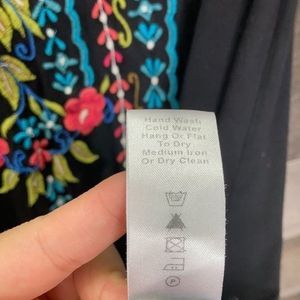 Hand Wash
Cold Water
Hang Or Flat
To Dry
Medium Iron
Or Dry Clean
P